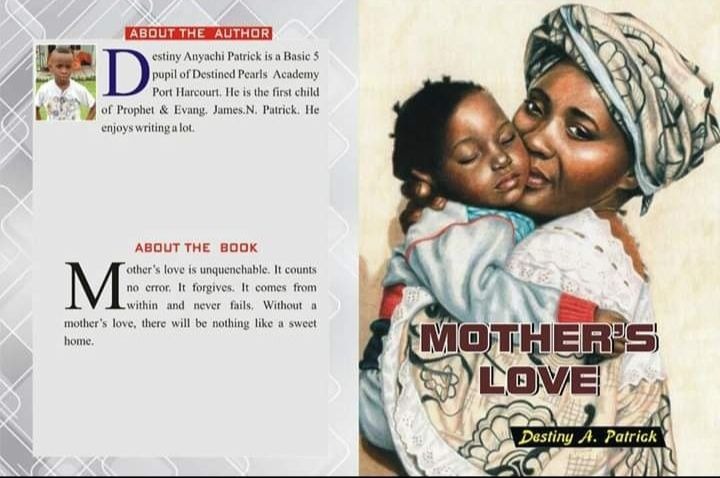 ABOUT THE AUTHOR
Destiny Anyachi Patrick is a Basic 5
pupil of Destined Pearls Academy
Port Harcourt. He is the first child
of Prophet & Evang. James.N. Patrick. He
enjoys writing a lot.
ABOUT THE BOOK
Mother's love is unquenchable. It counts
no error. It forgives. It comes from
within and never fails. Without a
mother's love, there will be nothing like a sweet
home.
MOTHER'S
LOVE
Destiny A. Patrick